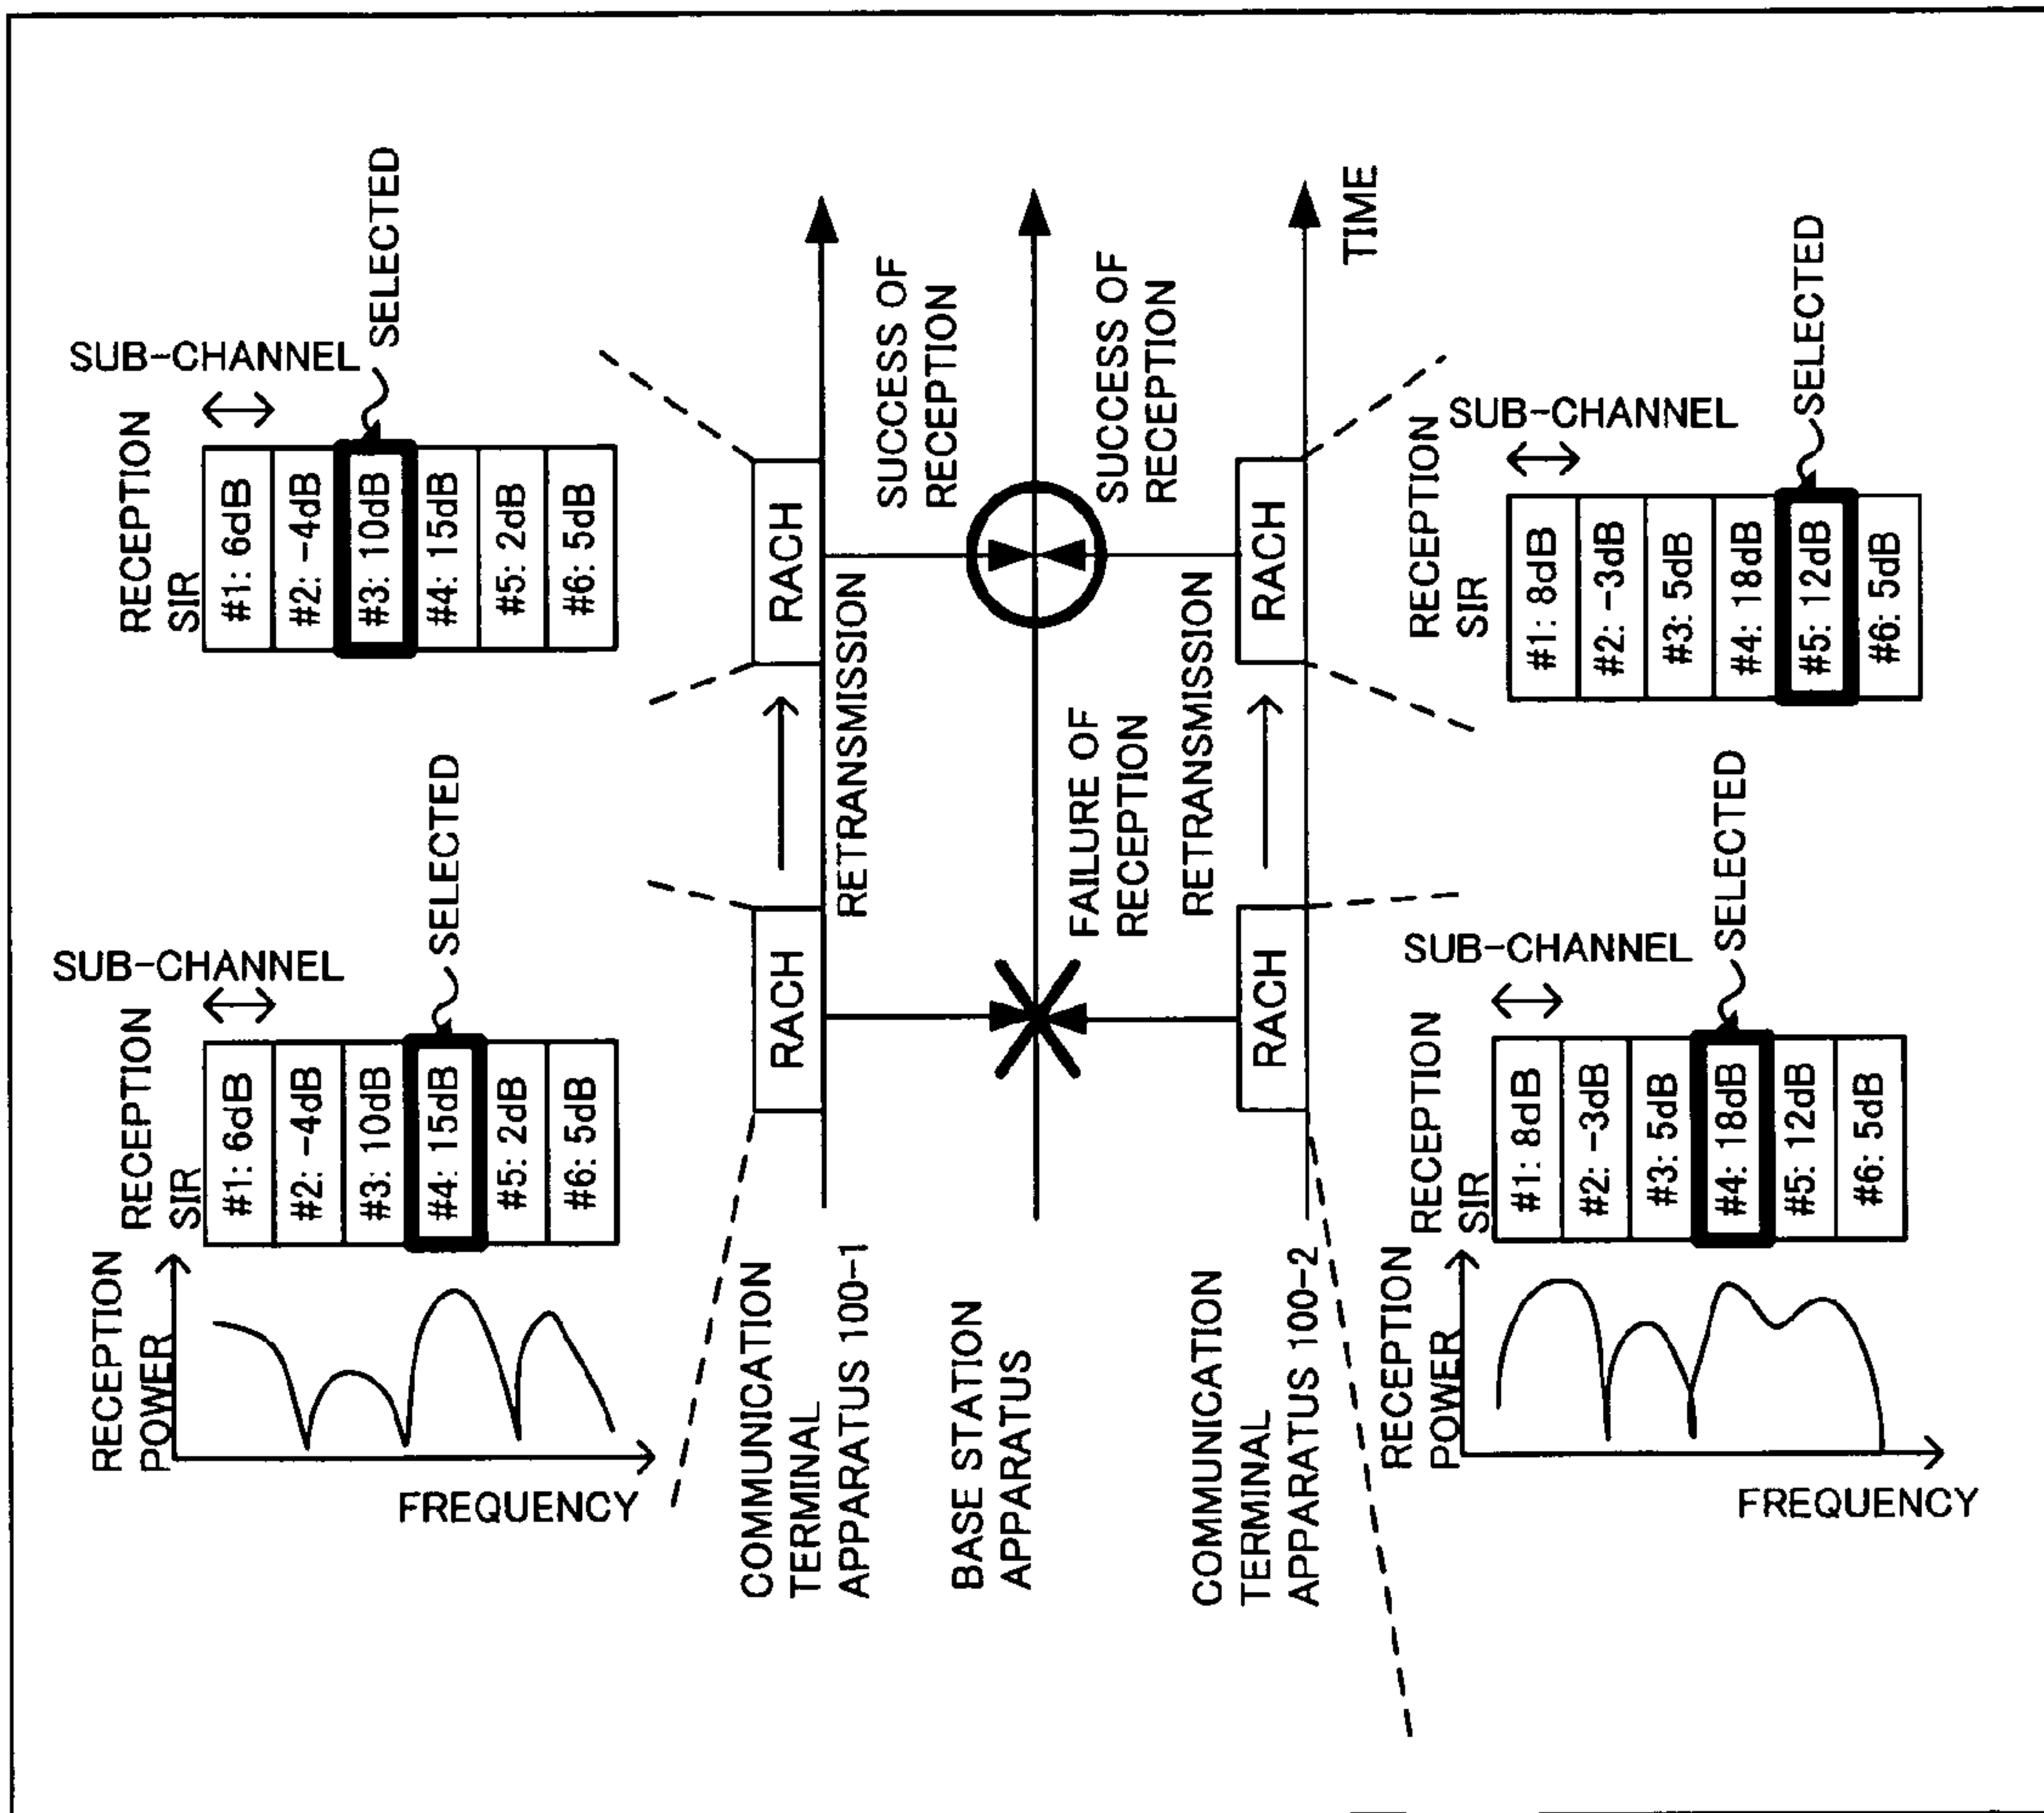 RECEPTION
POWER
FREQUENCY
RECEPTION
SIR
SUB-CHANNEL
#1: 6dB
#2: -4dB
#3: 10dB
#4: 15dB
#5: 2dB
#6: 5dB
SELECTED
RECEPTION
SIR
SUB-CHANNEL
#1: 6dB
#2: -4dB
#3: 10dB
#4: 15dB
#5: 2dB
#6: 5dB
SELECTED
COMMUNICATION
TERMINAL
APPARATUS 100-1
RACH
RETRANSMISSION
RACH
SUCCESS OF
RECEPTION
BASE STATION
APPARATUS
FAILURE OF
RECEPTION
SUCCESS OF
RECEPTION
COMMUNICATION
TERMINAL
APPARATUS 100-2
RACH
RETRANSMISSION
RACH
TIME
RECEPTION
POWER
FREQUENCY
RECEPTION
SIR
SUB-CHANNEL
#1: 8dB
#2: -3dB
#3: 5dB
#4: 18dB
#5: 12dB
#6: 5dB
SELECTED
RECEPTION
SIR
SUB-CHANNEL
#1: 8dB
#2: -3dB
#3: 5dB
#4: 18dB
#5: 12dB
#6: 5dB
SELECTED